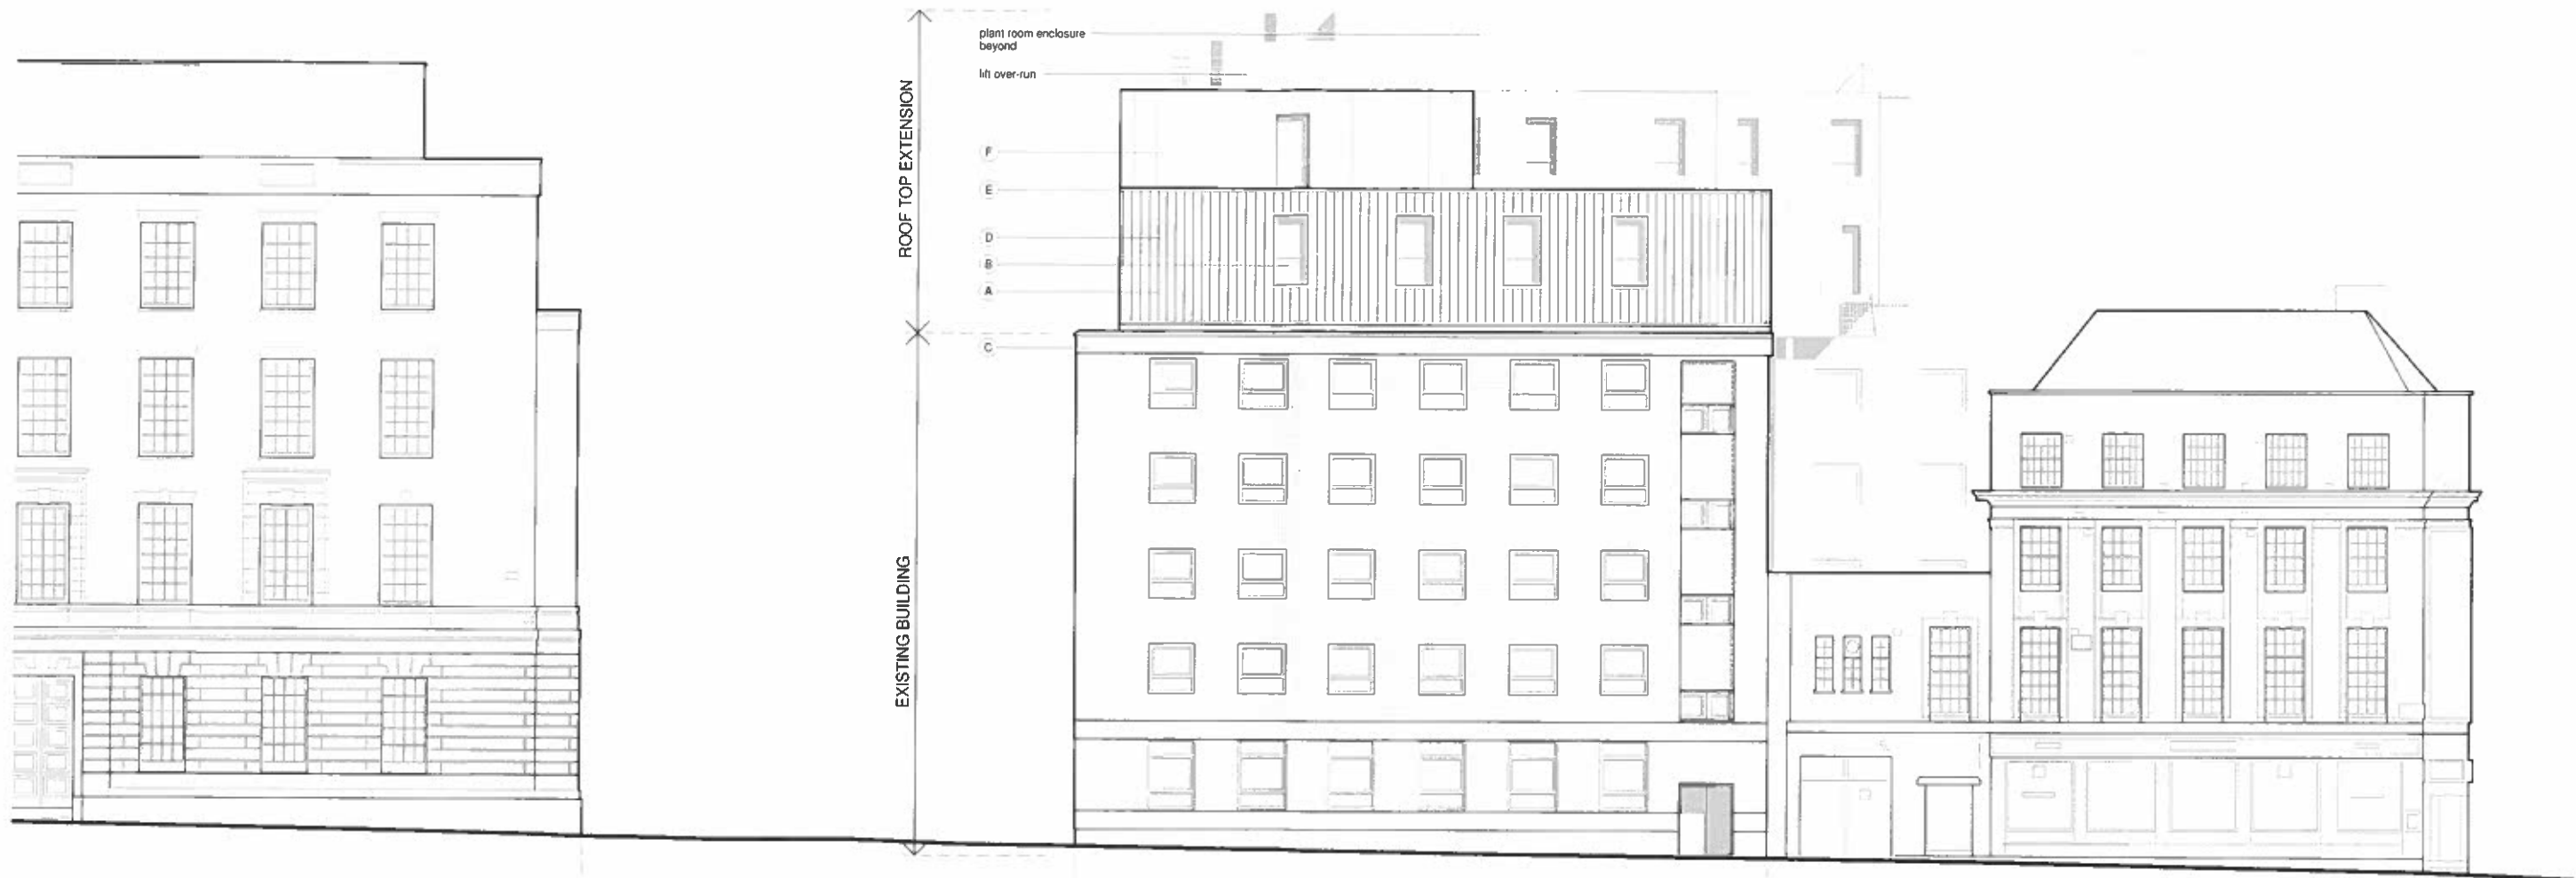 plant room enclosure
beyond
lift over-run
ROOF TOP EXTENSION
F
E
D
B
A
C
EXISTING BUILDING